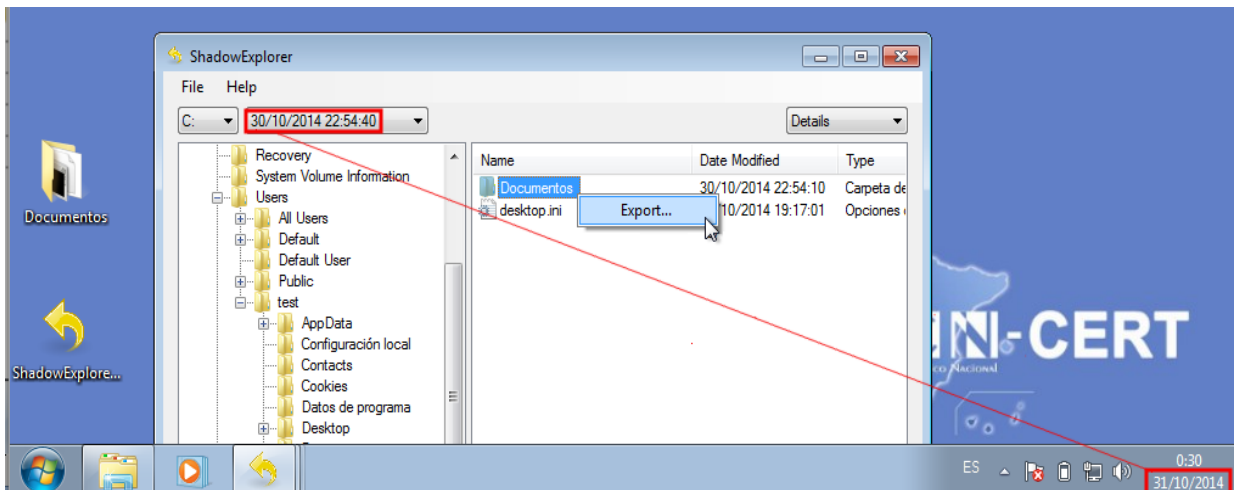 ShadowExplorer
File Help
C: 30/10/2014 22:54:40 Details
Recovery
System Volume Information
Users
All Users
Default
Default User
Public
test
AppData
Configuración local
Contacts
Cookies
Datos de programa
Desktop
Name Date Modified Type
Documentos 30/10/2014 22:54:10 Carpeta de
desktop.ini 10/2014 19:17:01 Opciones
Export...
Documentos
ShadowExplore...
N-CERT
co Nacional
ES 0:30
31/10/2014